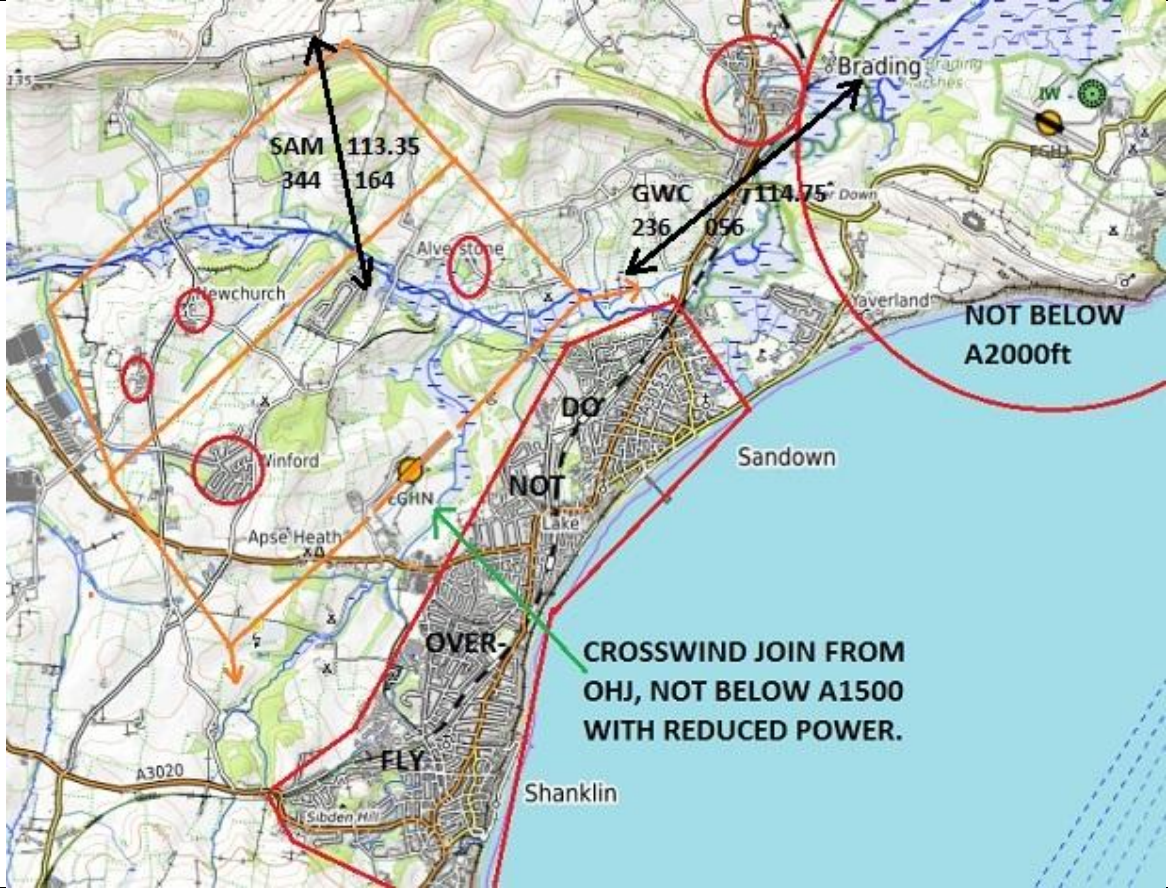 135
Brading
Brading
Marshes
IW
EGHJ
SAM 113.35
344 164
GWC 114.75
236 056
Down
Alverstone
Newchurch
Yaverland
NOT BELOW
A2000ft
DO
Sandown
Winford
NOT
EGHN
Lake
Apse Heath
OVER-
CROSSWIND JOIN FROM
OHJ, NOT BELOW A1500
WITH REDUCED POWER.
FLY
A3020
Shanklin
Sibden Hill